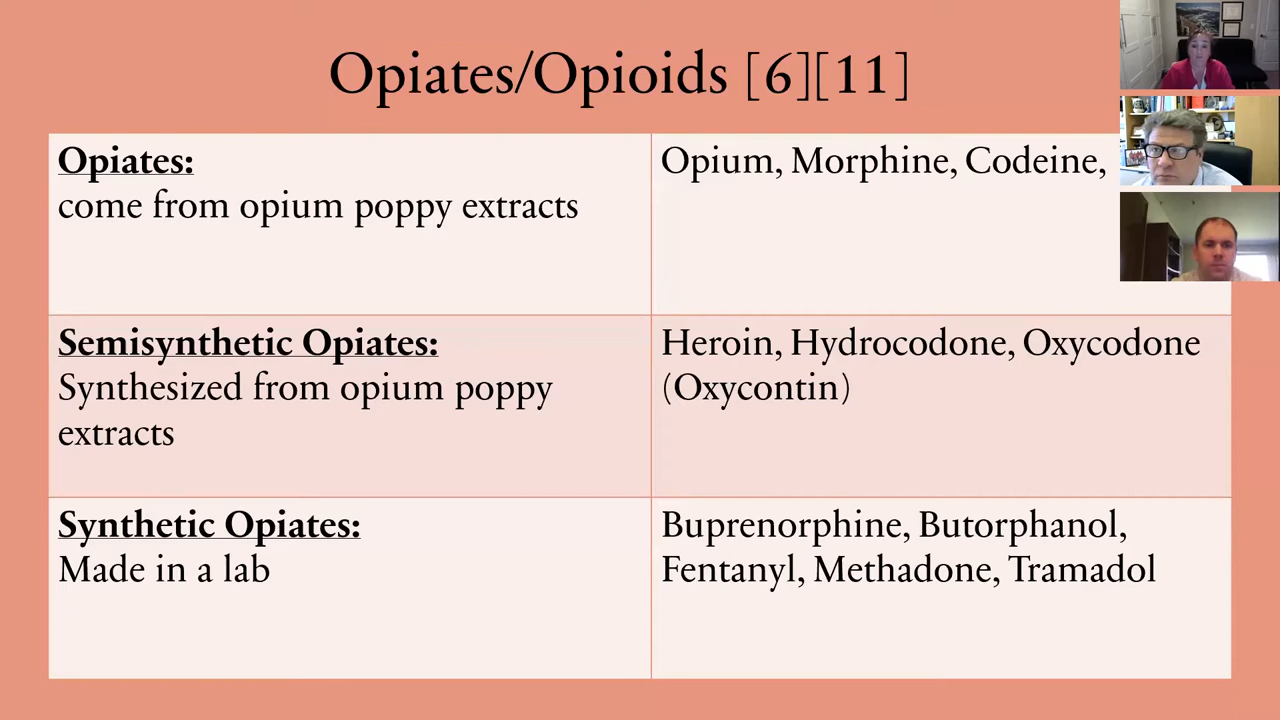 Opiates/Opioids [6][11]
Opiates:
come from opium poppy extracts
Opium, Morphine, Codeine,
Semisynthetic Opiates:
Synthesized from opium poppy
extracts
Heroin, Hydrocodone, Oxycodone
(Oxycontin)
Synthetic Opiates:
Made in a lab
Buprenorphine, Butorphanol,
Fentanyl, Methadone, Tramadol